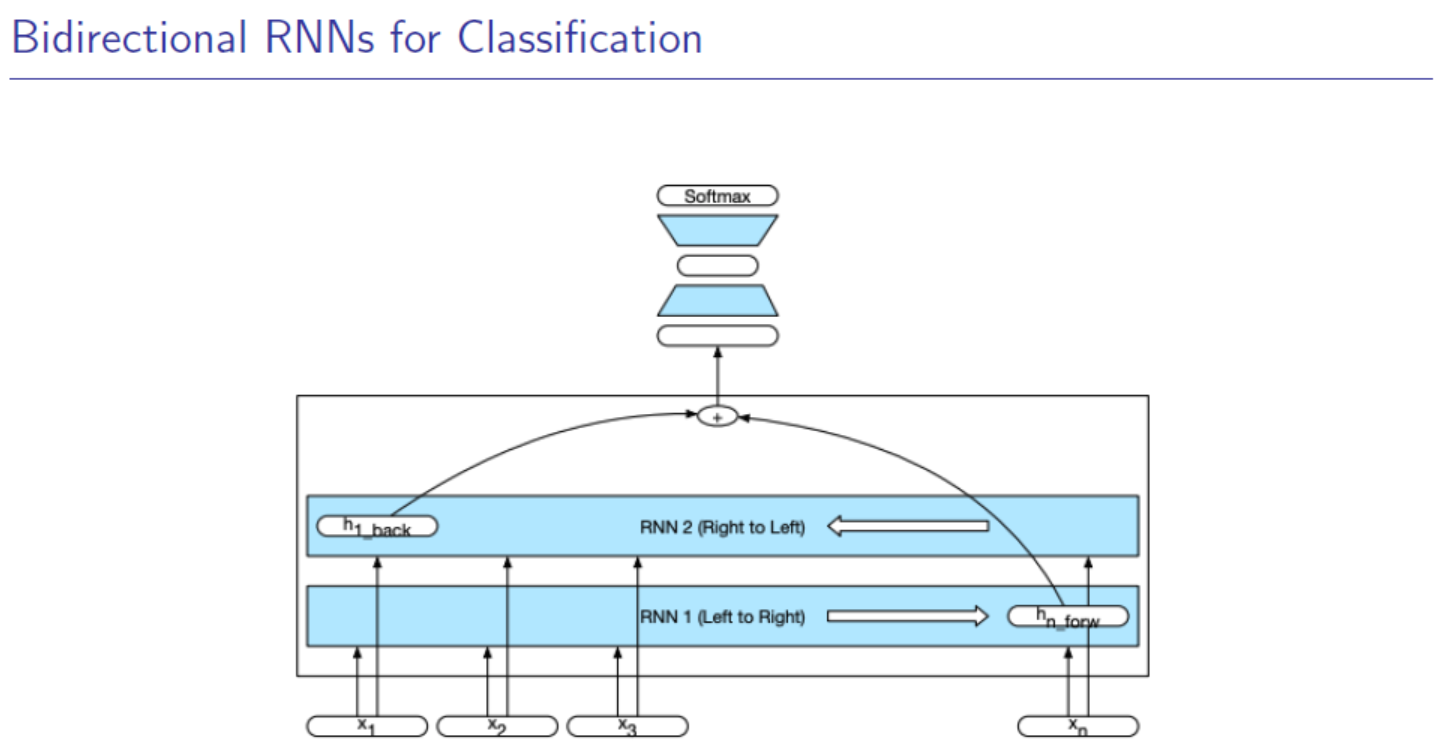 Bidirectional RNNs for Classification
Softmax
+
h1_back
RNN 2 (Right to Left)
RNN 1 (Left to Right)
hn_forw
x1 x2 x3 xn